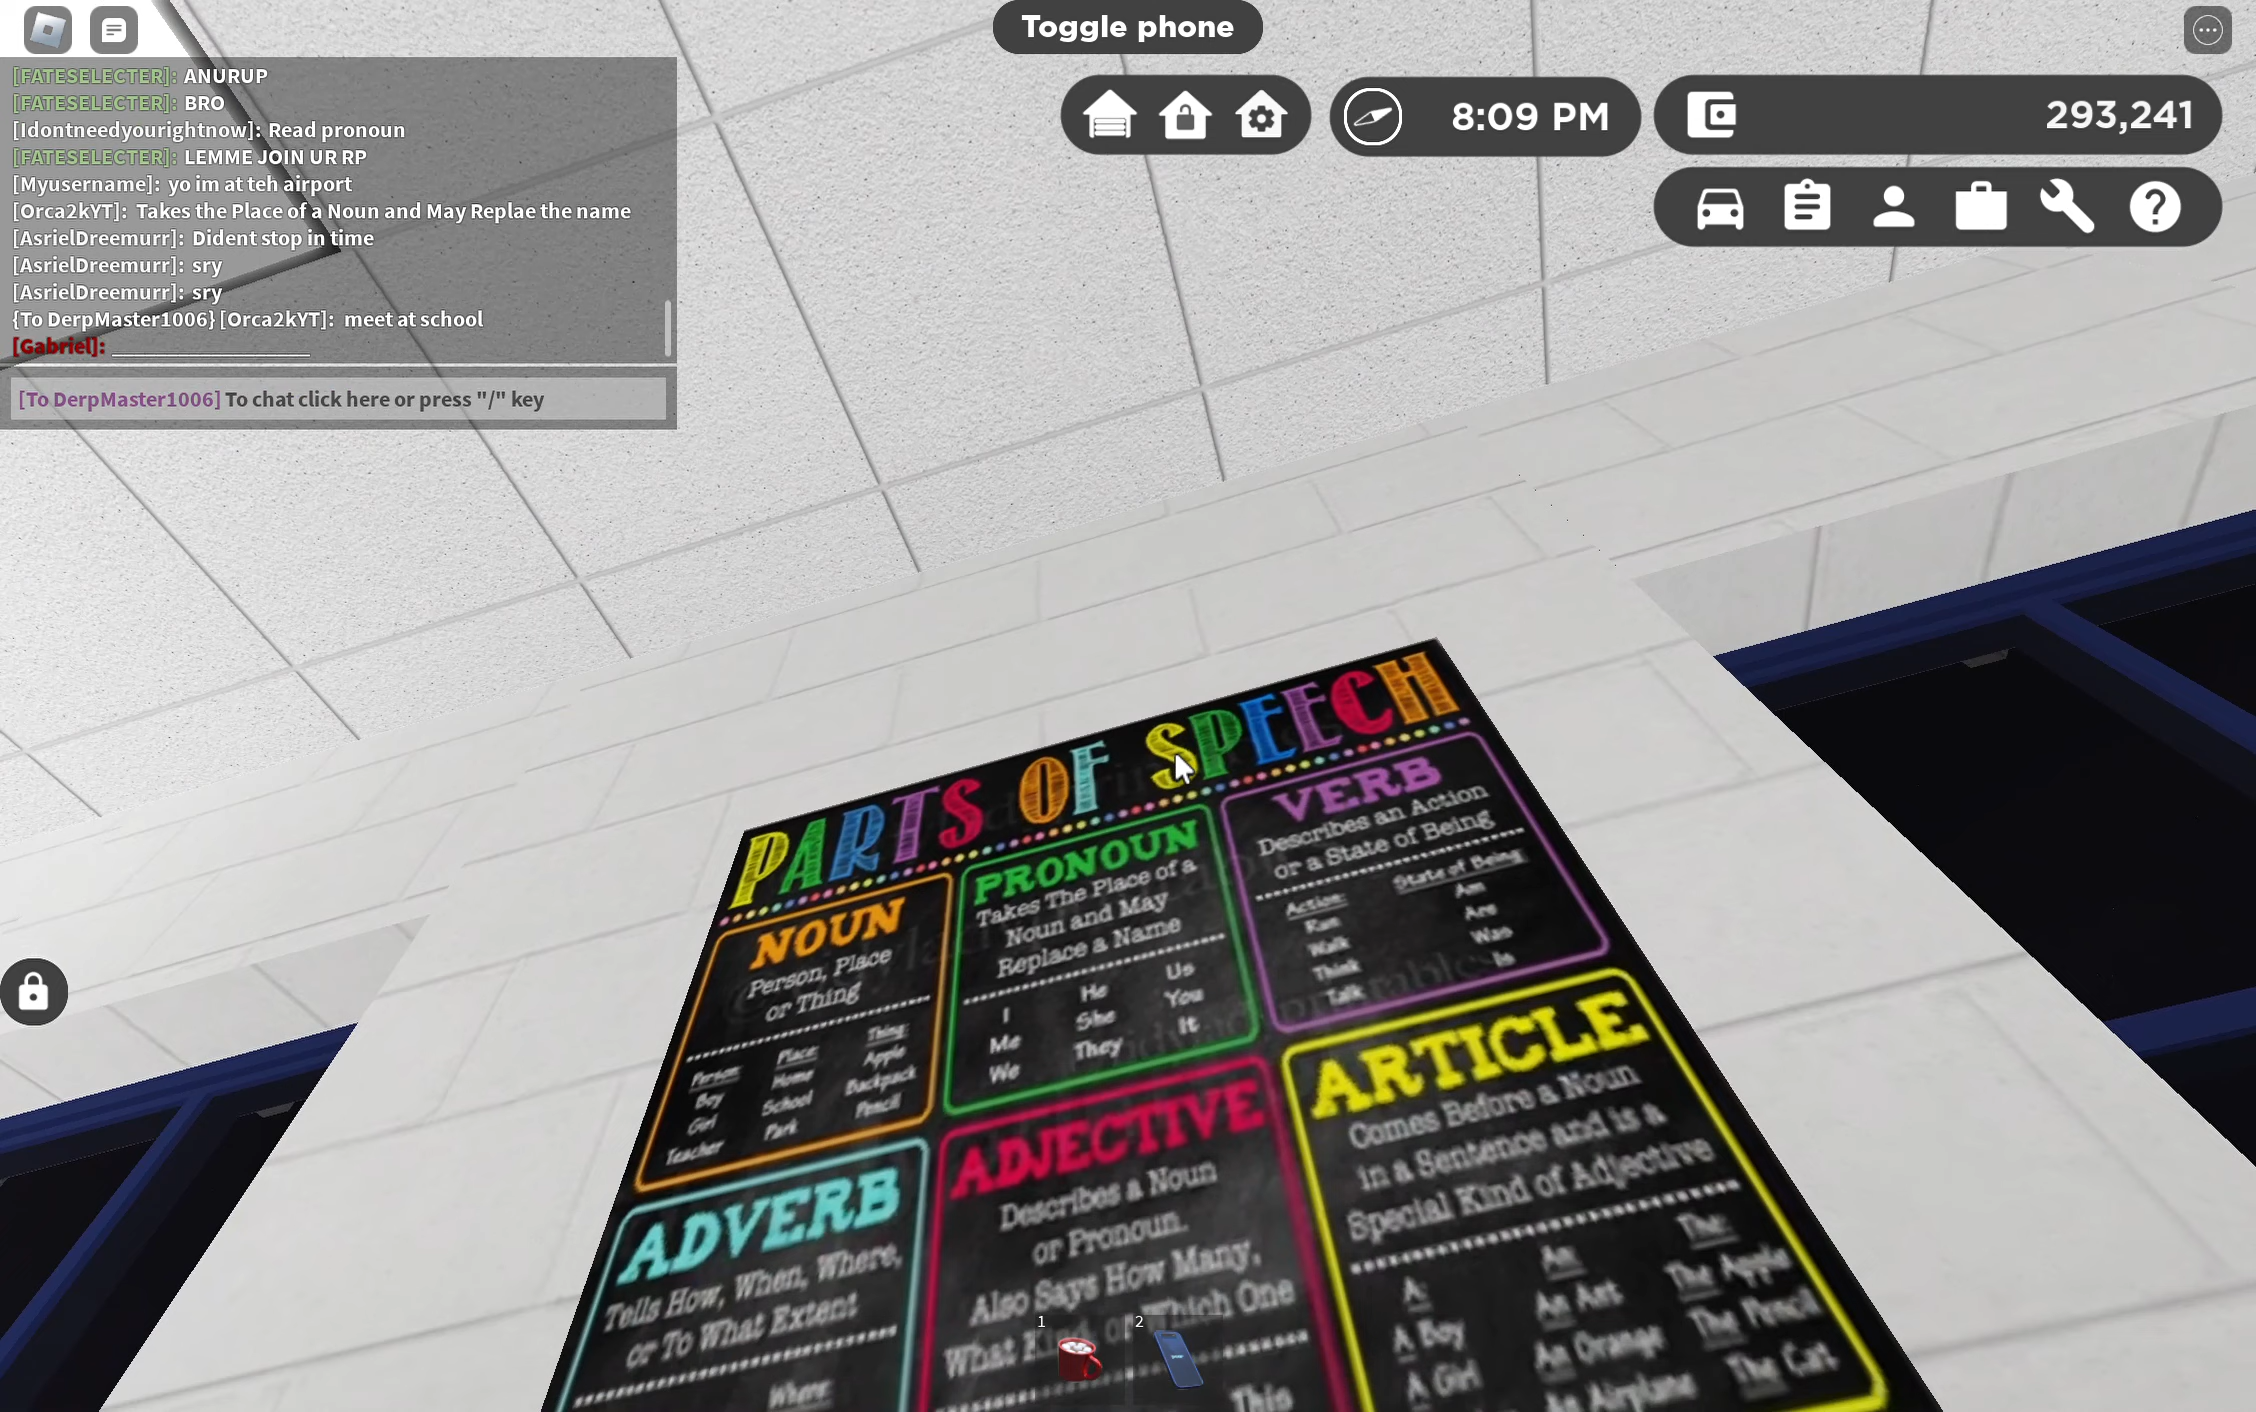 Toggle phone
[FATESELECTER]: ANURUP
[FATESELECTER]: BRO
[Idontneedyourightnow]: Read pronoun
[FATESELECTER]: LEMME JOIN UR RP
[Myusername]: yo im at teh airport
[Orca2kYT]: Takes the Place of a Noun and May Replae the name
[AsrielDreemurr]: Dident stop in time
[AsrielDreemurr]: sry
[AsrielDreemurr]: sry
{To DerpMaster1006} [Orca2kYT]: meet at school
[Gabriel]: __________________
[To DerpMaster1006] To chat click here or press "/" key
8:09 PM
293,241
PARTS OF SPEECH
NOUN
Person, Place
or Thing
Person:
Boy
Girl
Teacher
Place:
Home
School
Park
Thing:
Apple
Backpack
Pencil
PRONOUN
Takes The Place of a
Noun and May
Replace a Name
I
Me
We
He
She
They
Us
You
It
VERB
Describes an Action
or a State of Being
Action:
Run
Walk
Think
Talk
State of Being:
Am
Are
Was
Is
ADVERB
Tells How, When, Where,
or To What Extent
Where
ADJECTIVE
Describes a Noun
or Pronoun.
Also Says How Many,
What Kind, or Which One
This
ARTICLE
Comes Before a Noun
in a Sentence and is a
Special Kind of Adjective
A:
A Boy
A Girl
An:
An Ant
An Orange
An Airplane
The:
The Apple
The Pencil
The Cat
1
2